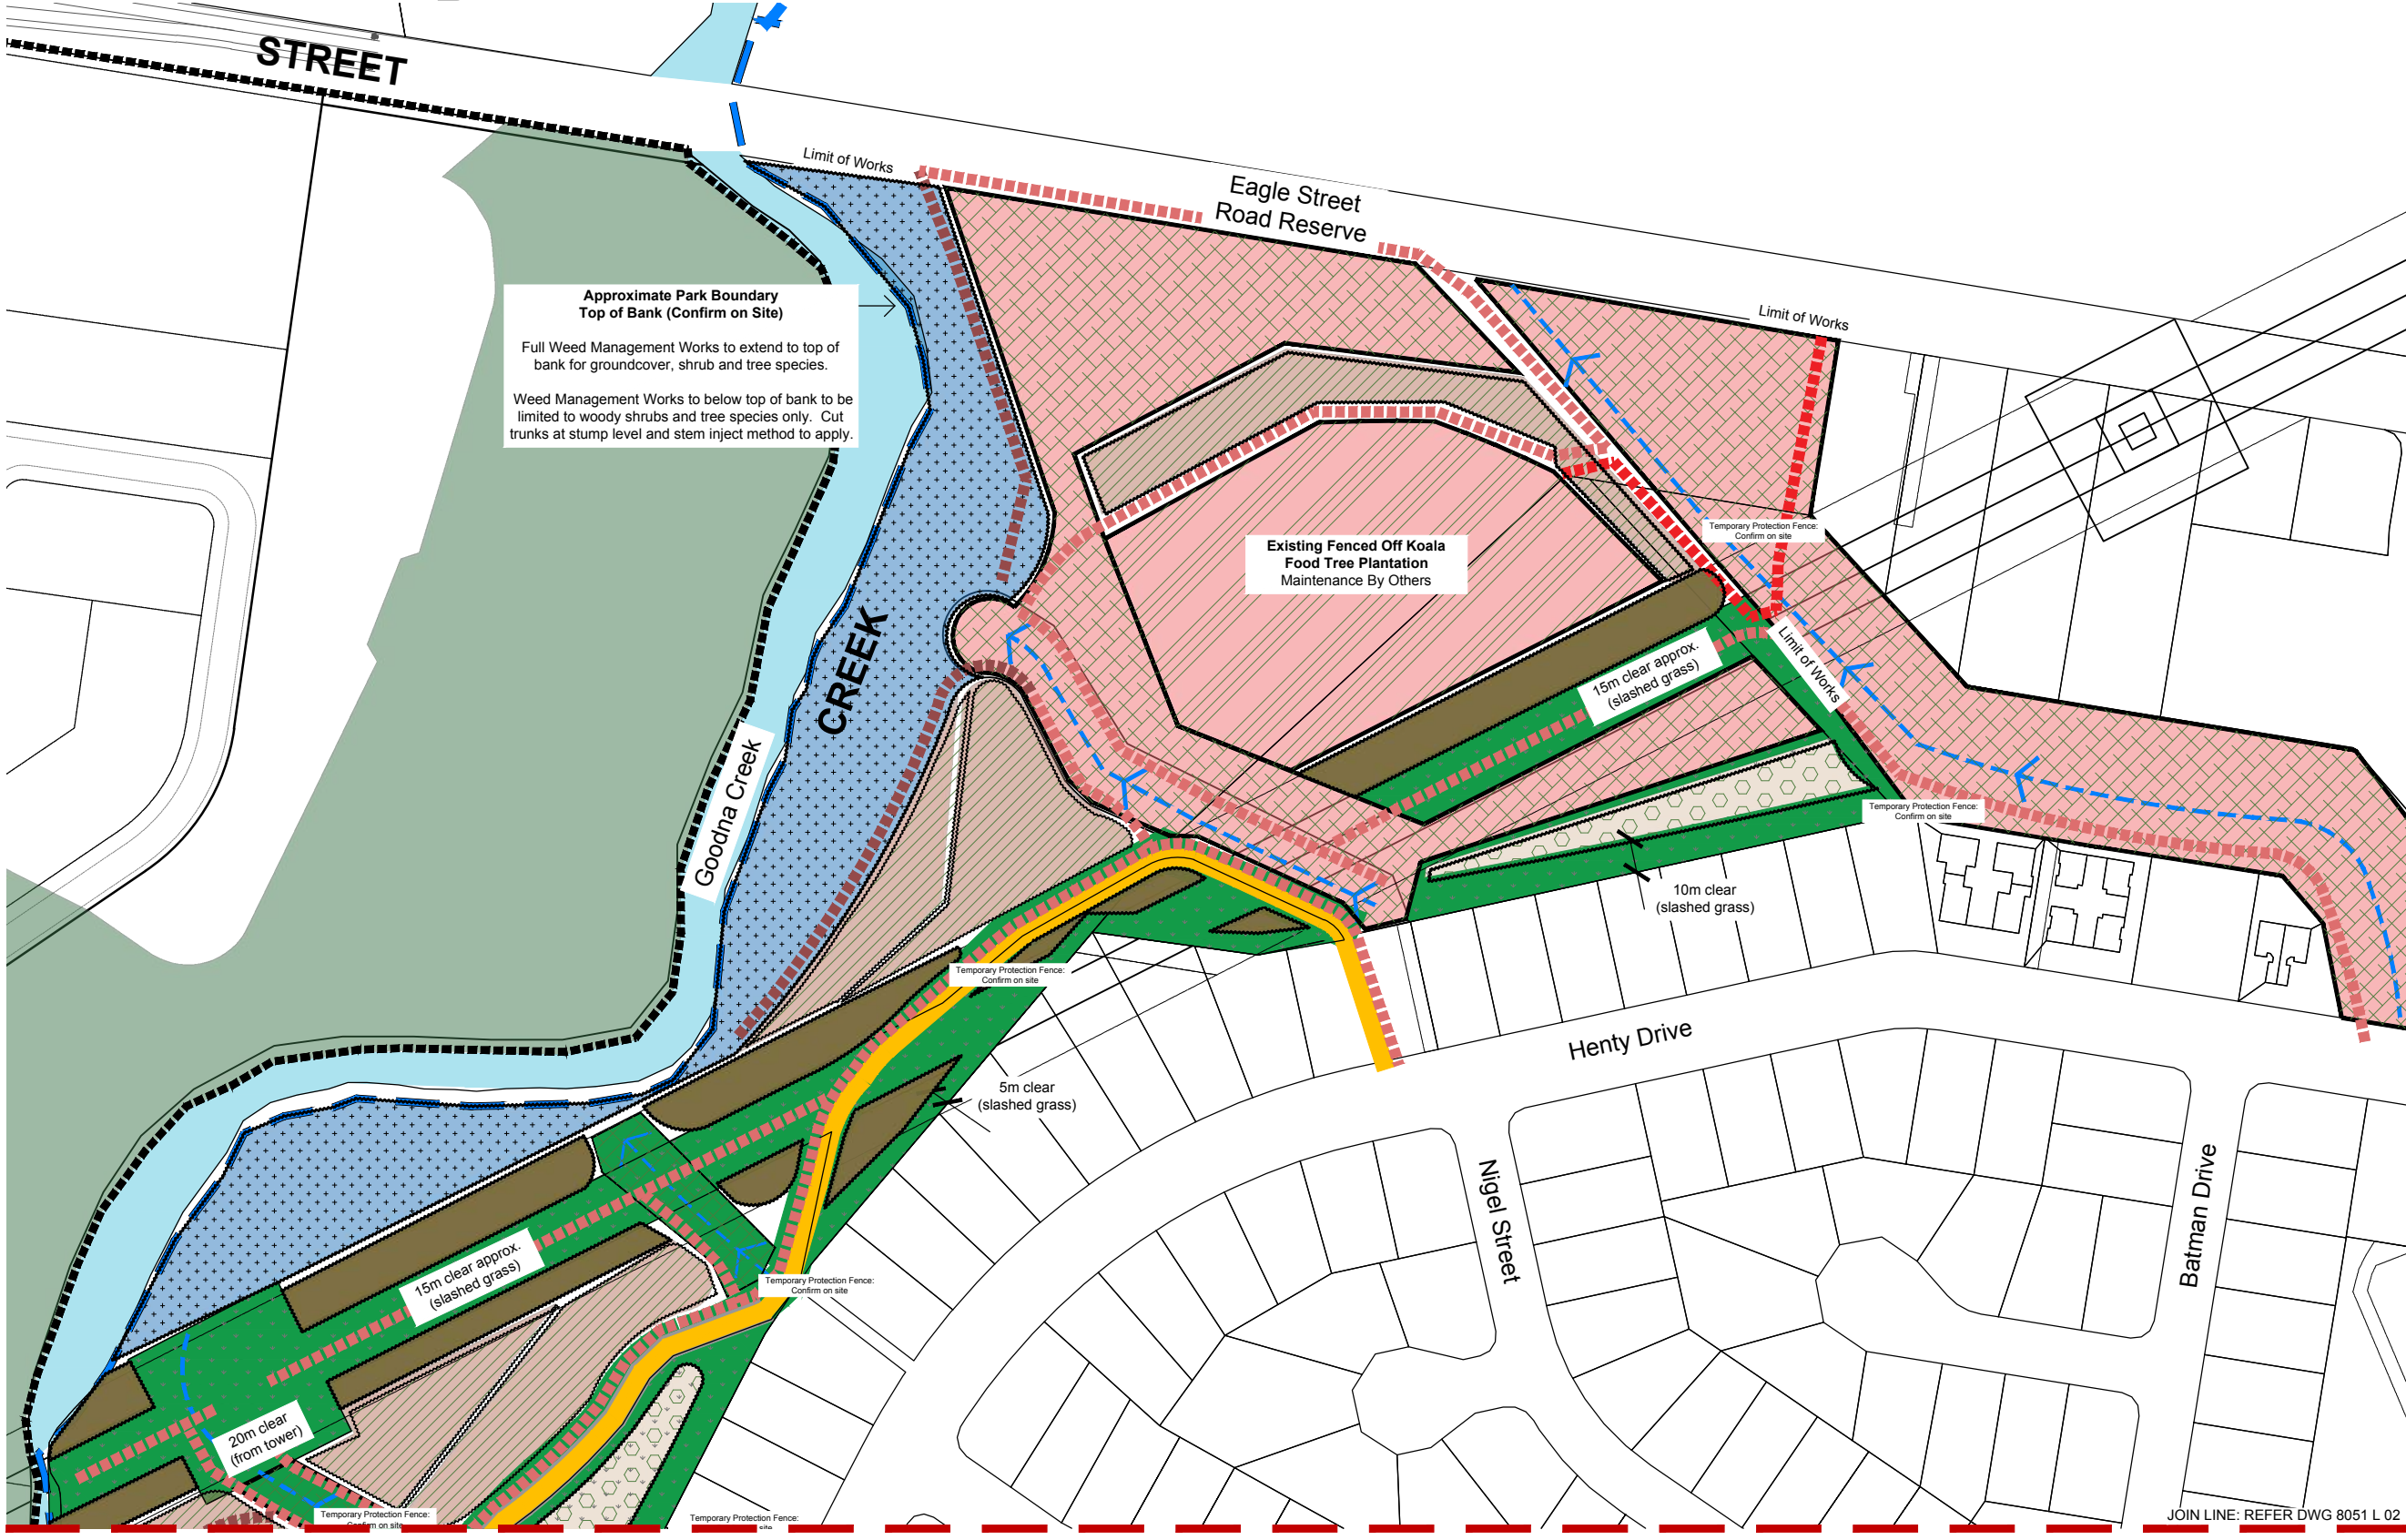 STREET
Limit of Works
Eagle Street
Road Reserve
Limit of Works
Approximate Park Boundary
Top of Bank (Confirm on Site)
Full Weed Management Works to extend to top of
bank for groundcover, shrub and tree species.
Weed Management Works to below top of bank to be
limited to woody shrubs and tree species only. Cut
trunks at stump level and stem inject method to apply.
Temporary Protection Fence:
Confirm on site
Existing Fenced Off Koala
Food Tree Plantation
Maintenance By Others
CREEK
Goodna Creek
15m clear approx.
(slashed grass)
Limit of Works
Temporary Protection Fence:
Confirm on site
10m clear
(slashed grass)
Temporary Protection Fence:
Confirm on site
Henty Drive
5m clear
(slashed grass)
Nigel Street
Batman Drive
15m clear approx.
(slashed grass)
Temporary Protection Fence:
Confirm on site
20m clear
(from tower)
Temporary Protection Fence:
Confirm on site
Temporary Protection Fence:
site
JOIN LINE: REFER DWG 8051 L 02